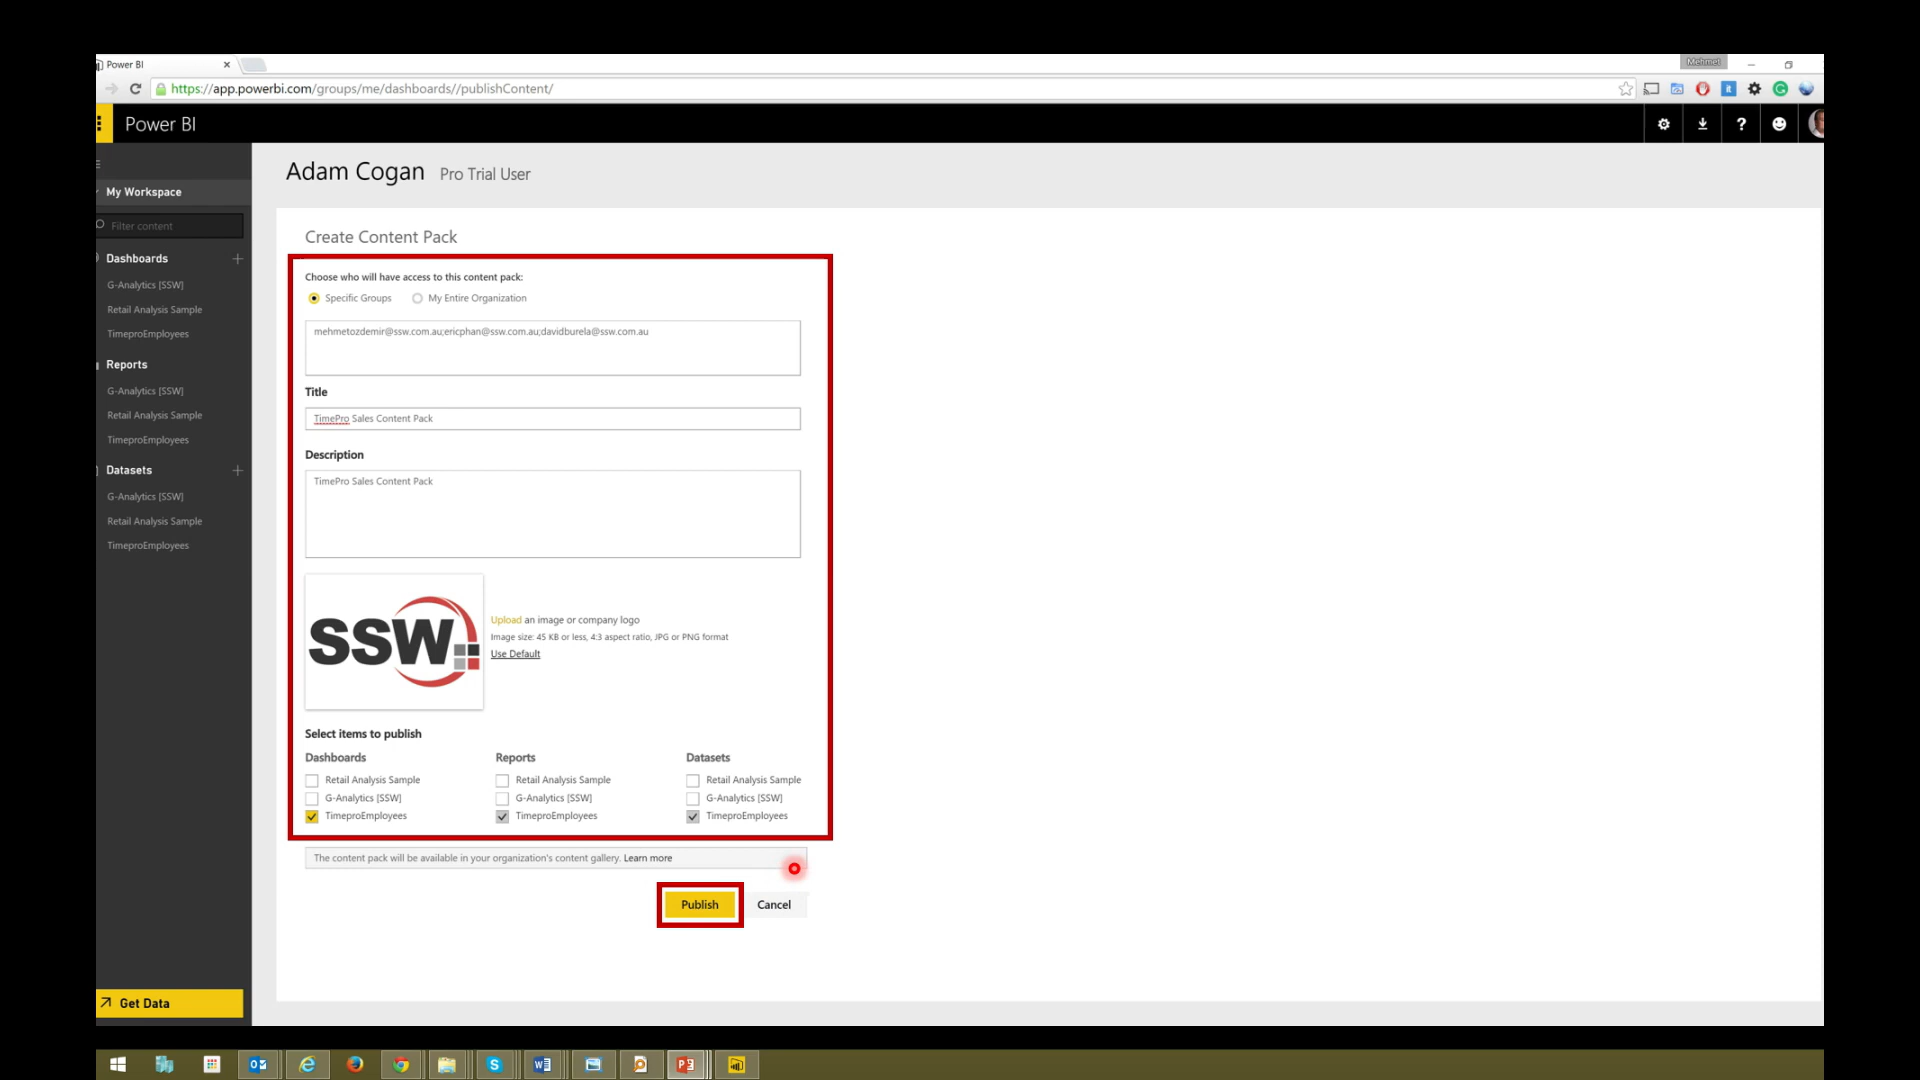 Power BI
Mehmet
https://app.powerbi.com/groups/me/dashboards//publishContent/
Power BI
Adam Cogan Pro Trial User
My Workspace
Filter content
Dashboards
G-Analytics [SSW]
Retail Analysis Sample
TimeproEmployees
Reports
G-Analytics [SSW]
Retail Analysis Sample
TimeproEmployees
Datasets
G-Analytics [SSW]
Retail Analysis Sample
TimeproEmployees
Get Data
Create Content Pack
Choose who will have access to this content pack:
Specific Groups My Entire Organization
mehmetozdemir@ssw.com.au;ericphan@ssw.com.au;davidburela@ssw.com.au
Title
TimePro Sales Content Pack
Description
TimePro Sales Content Pack
SSW
Upload an image or company logo
Image size: 45 KB or less, 4:3 aspect ratio, JPG or PNG format
Use Default
Select items to publish
Dashboards Reports Datasets
Retail Analysis Sample Retail Analysis Sample Retail Analysis Sample
G-Analytics [SSW] G-Analytics [SSW] G-Analytics [SSW]
TimeproEmployees TimeproEmployees TimeproEmployees
The content pack will be available in your organization's content gallery. Learn more
Publish Cancel